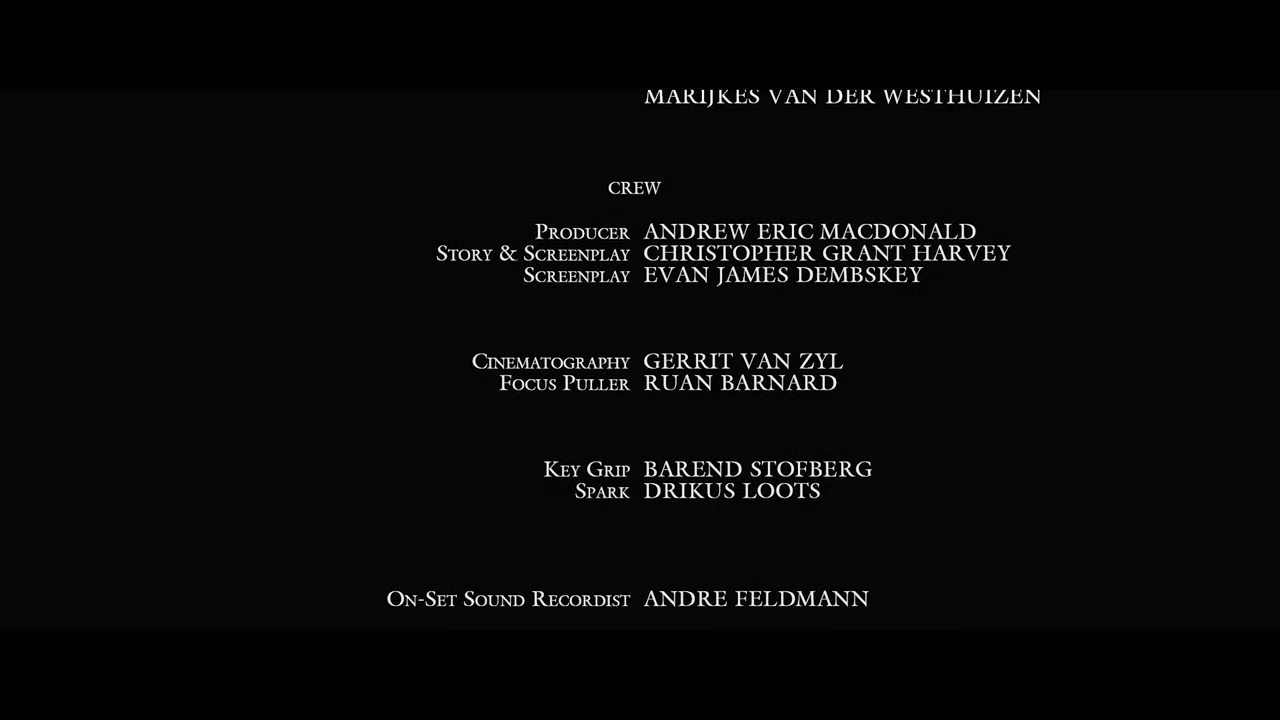 MARIJKES VAN DER WESTHUIZEN
CREW
PRODUCER ANDREW ERIC MACDONALD
STORY & SCREENPLAY CHRISTOPHER GRANT HARVEY
SCREENPLAY EVAN JAMES DEMBSKEY
CINEMATOGRAPHY GERRIT VAN ZYL
FOCUS PULLER RUAN BARNARD
KEY GRIP BAREND STOFBERG
SPARK DRIKUS LOOTS
ON-SET SOUND RECORDIST ANDRE FELDMANN